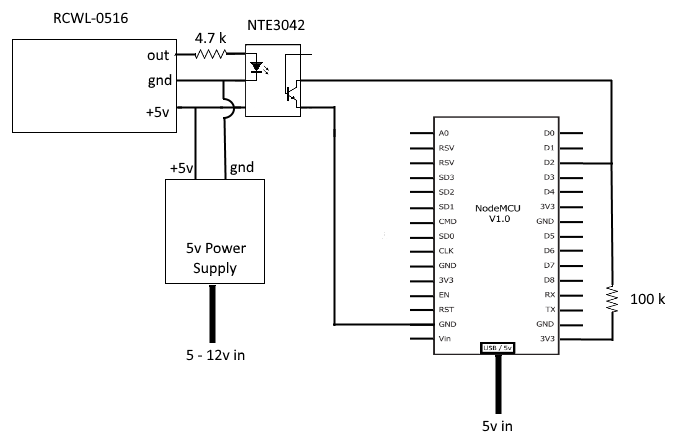 RCWL-0516
NTE3042
4.7 k
out
gnd
+5v
+5v
gnd
5v Power
Supply
5 - 12v in
A0
RSV
RSV
SD3
SD2
SD1
CMD
SD0
CLK
GND
3V3
EN
RST
GND
Vin
NodeMCU
V1.0
D0
D1
D2
D3
D4
3V3
GND
D5
D6
D7
D8
RX
TX
GND
3V3
USB / 5v
100 k
5v in